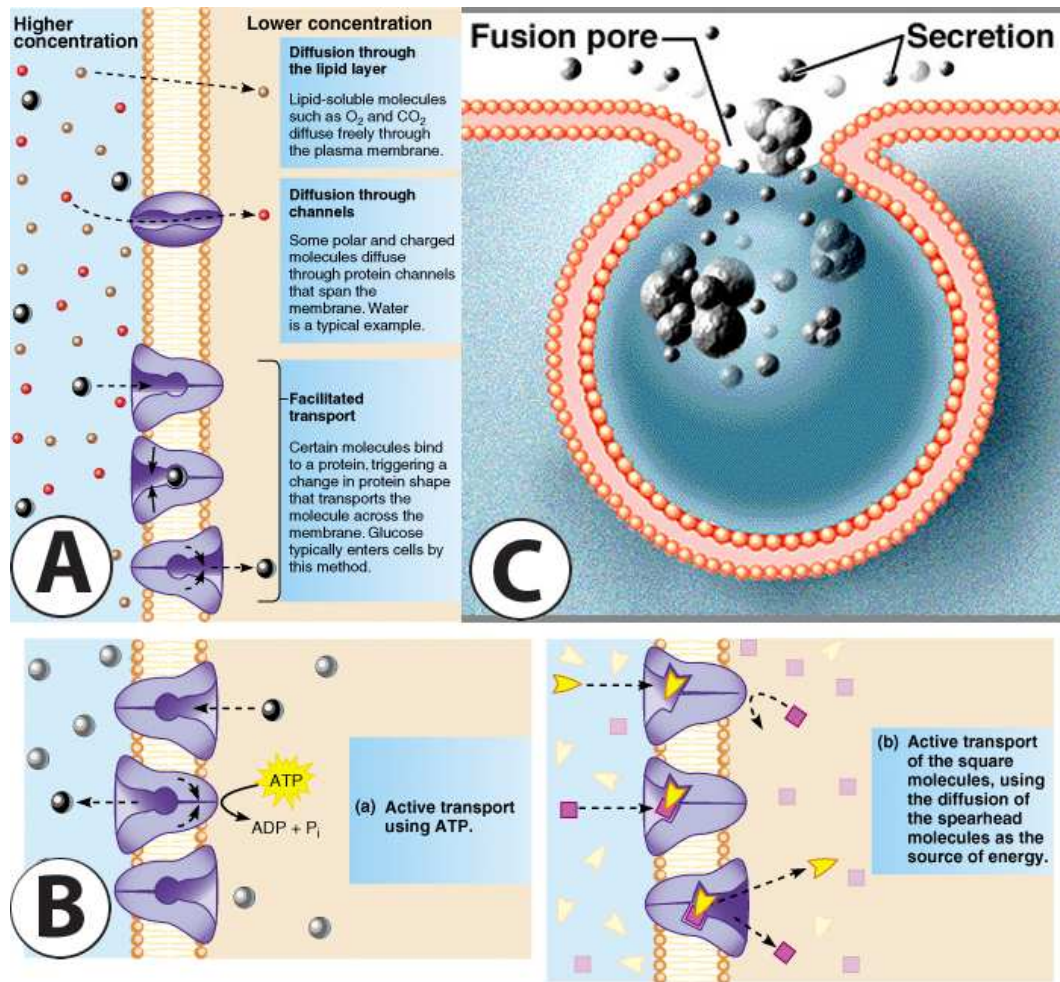 Higher
concentration
Lower concentration
Diffusion through
the lipid layer
Lipid-soluble molecules
such as O2 and CO2
diffuse freely through
the plasma membrane.
Diffusion through
channels
Some polar and charged
molecules diffuse
through protein channels
that span the
membrane. Water
is a typical example.
Facilitated
transport
Certain molecules bind
to a protein, triggering a
change in protein shape
that transports the
molecule across the
membrane. Glucose
typically enters cells by
this method.
A
Fusion pore
Secretion
C
ATP
ADP + Pi
(a) Active transport
using ATP.
B
(b) Active transport
of the square
molecules, using
the diffusion of
the spearhead
molecules as the
source of energy.